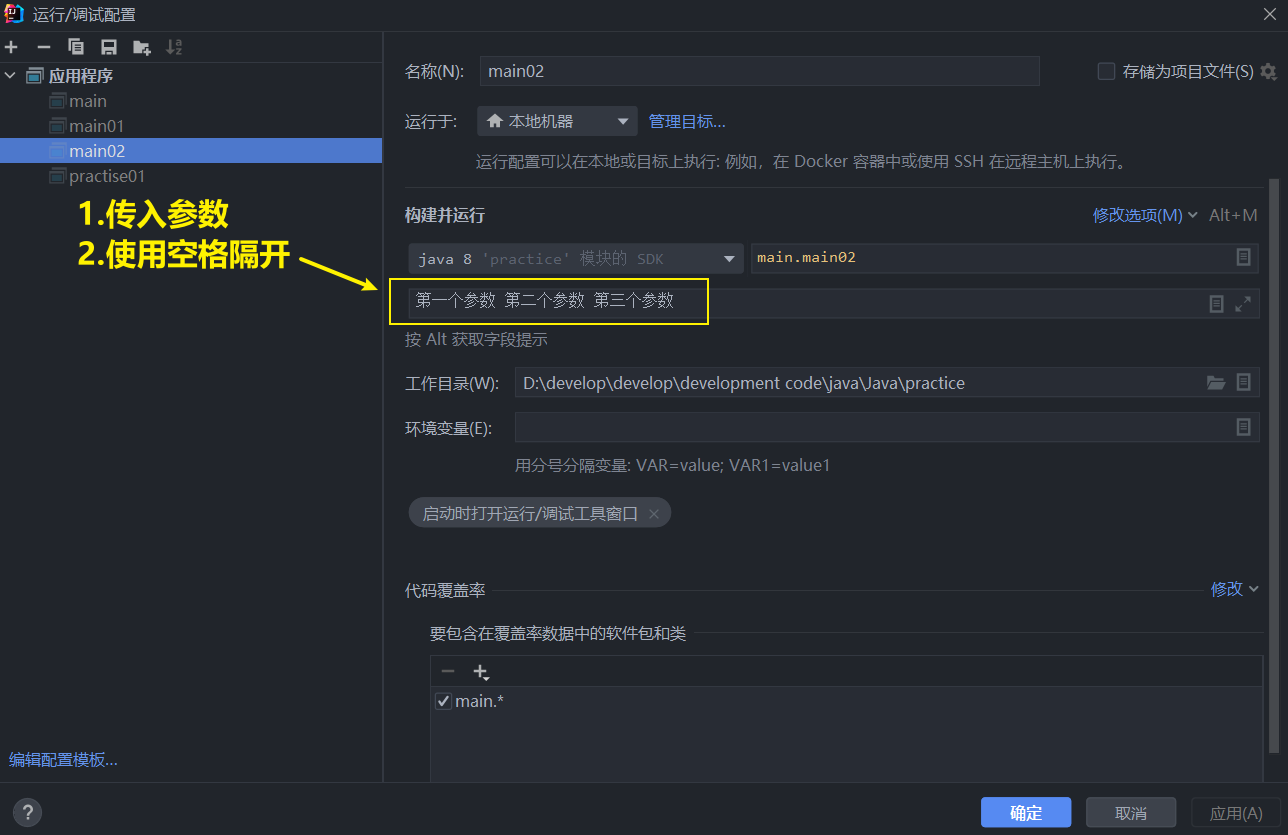 运行/调试配置
应用程序
main
main01
main02
practise01
1.传入参数
2.使用空格隔开
编辑配置模板...
名称(N):
main02
存储为项目文件(S)
运行于:
本地机器
管理目标...
运行配置可以在本地或目标上执行: 例如，在 Docker 容器中或使用 SSH 在远程主机上执行。
构建并运行
修改选项(M)
Alt+M
java 8 'practice' 模块的 SDK
main.main02
第一个参数 第二个参数 第三个参数
按 Alt 获取字段提示
工作目录(W):
D:\develop\develop\development code\java\Java\practice
环境变量(E):
用分号分隔变量: VAR=value; VAR1=value1
启动时打开运行/调试工具窗口
代码覆盖率
修改
要包含在覆盖率数据中的软件包和类
main.*
?
确定
取消
应用(A)